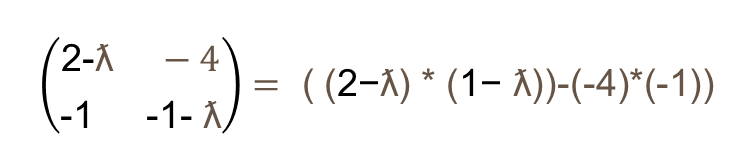 2-ƛ − 4
-1 -1- ƛ = ( (2−ƛ) * (1− ƛ))-(-4)*(-1))